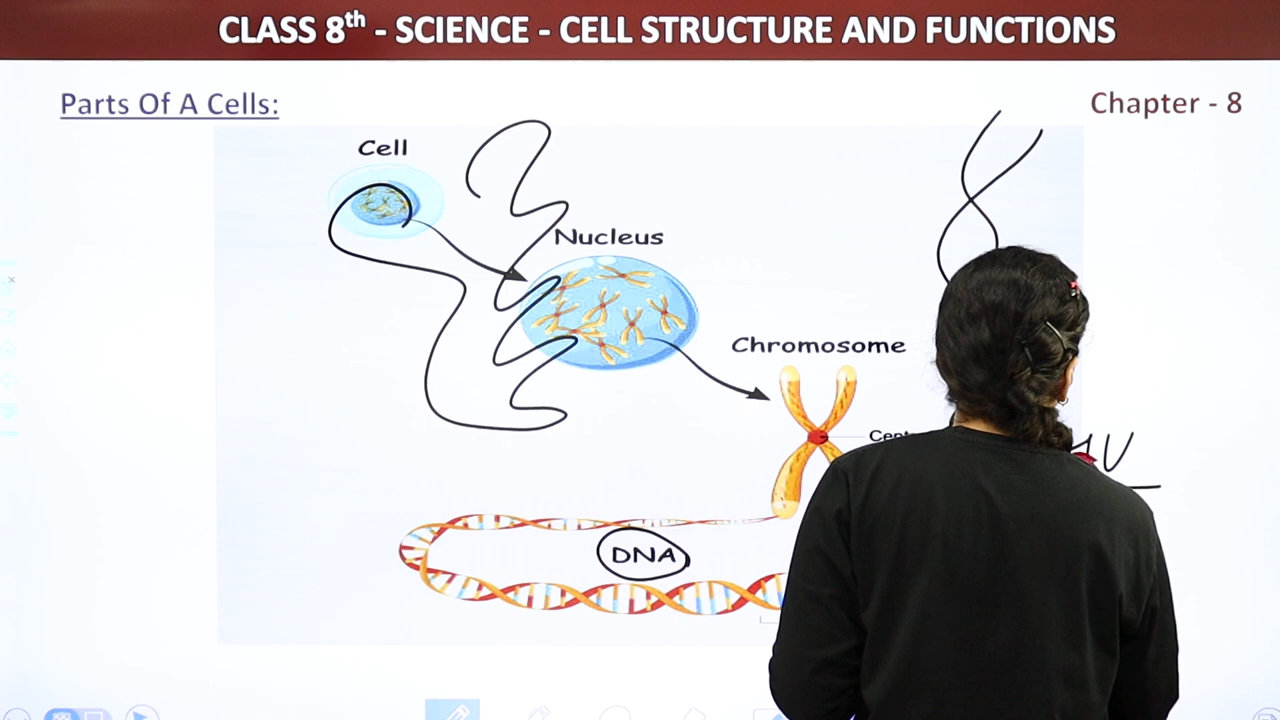 CLASS 8th - SCIENCE - CELL STRUCTURE AND FUNCTIONS
Parts Of A Cells:
Chapter - 8
Cell
Nucleus
Chromosome
DNA